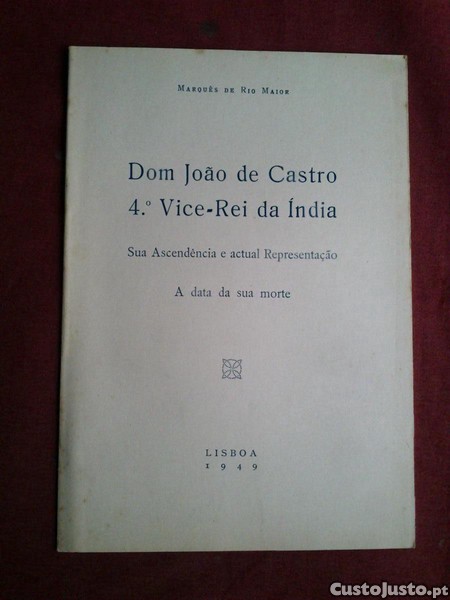 Marquês de Rio Maior
Dom João de Castro
4.º Vice-Rei da Índia
Sua Ascendência e actual Representação
A data da sua morte
LISBOA
1949
CustoJusto.pt